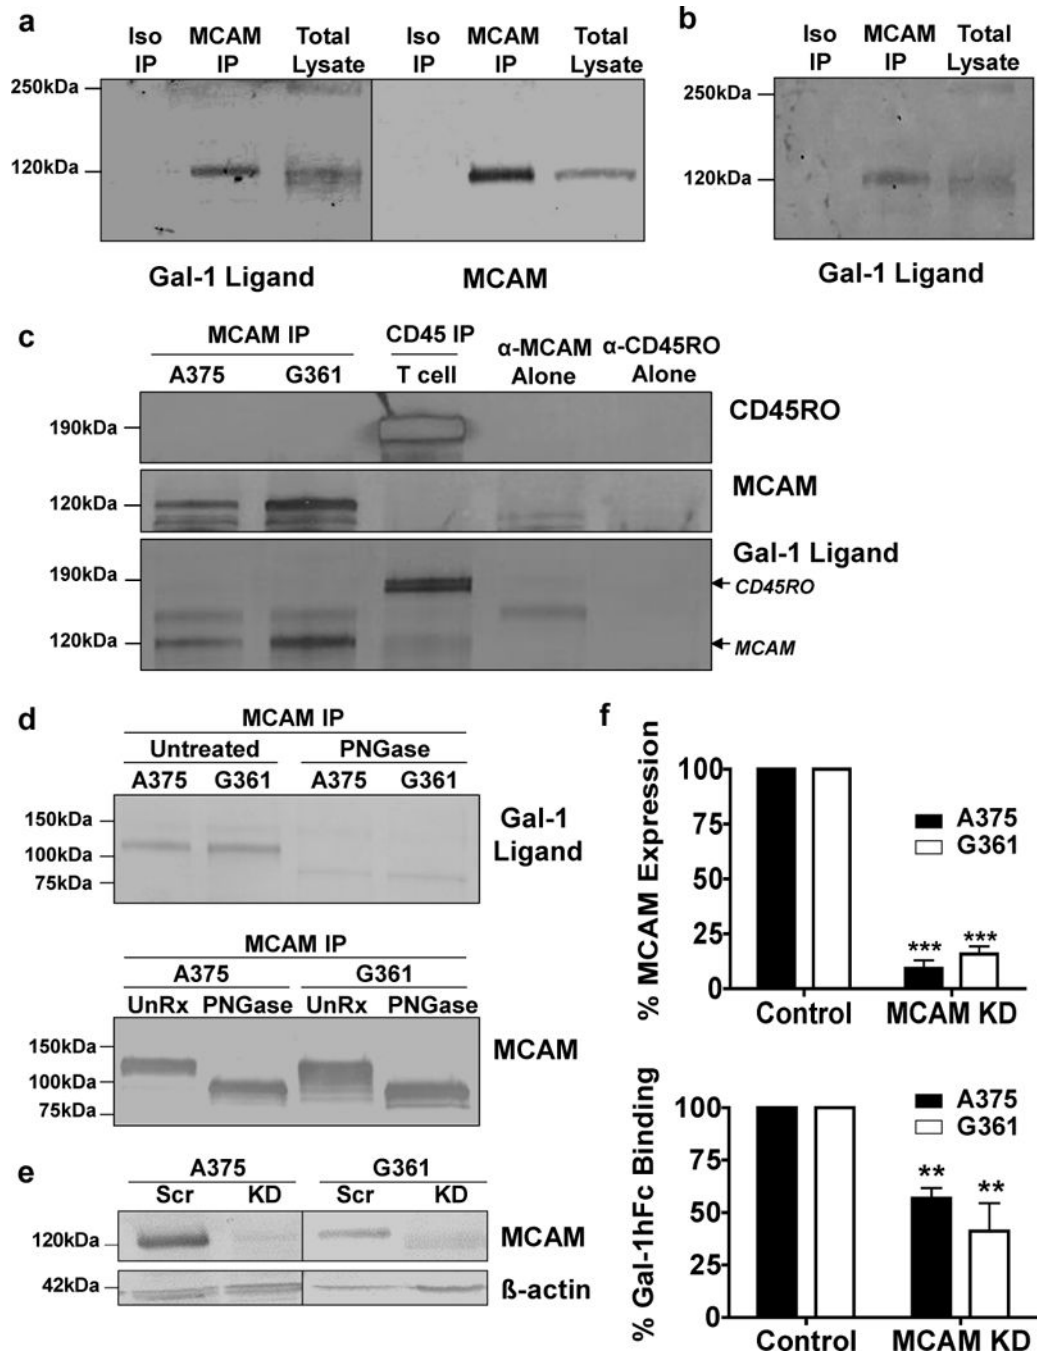 a
Iso IP MCAM IP Total Lysate Iso IP MCAM IP Total Lysate
250kDa
120kDa
Gal-1 Ligand MCAM
b
Iso IP MCAM IP Total Lysate
250kDa
120kDa
Gal-1 Ligand
c
MCAM IP CD45 IP α-MCAM Alone α-CD45RO Alone
A375 G361 T cell
190kDa CD45RO
120kDa MCAM
Gal-1 Ligand
190kDa CD45RO
120kDa MCAM
d
MCAM IP
Untreated PNGase
A375 G361 A375 G361
150kDa
100kDa
75kDa
Gal-1 Ligand
MCAM IP
A375 G361
UnRx PNGase UnRx PNGase
150kDa
100kDa
75kDa
MCAM
e
A375 G361
Scr KD Scr KD
120kDa MCAM
42kDa ß-actin
f
% MCAM Expression
100
75
50
25
0
A375
G361
*** ***
Control MCAM KD
% Gal-1hFc Binding
100
75
50
25
0
A375
G361
** **
Control MCAM KD